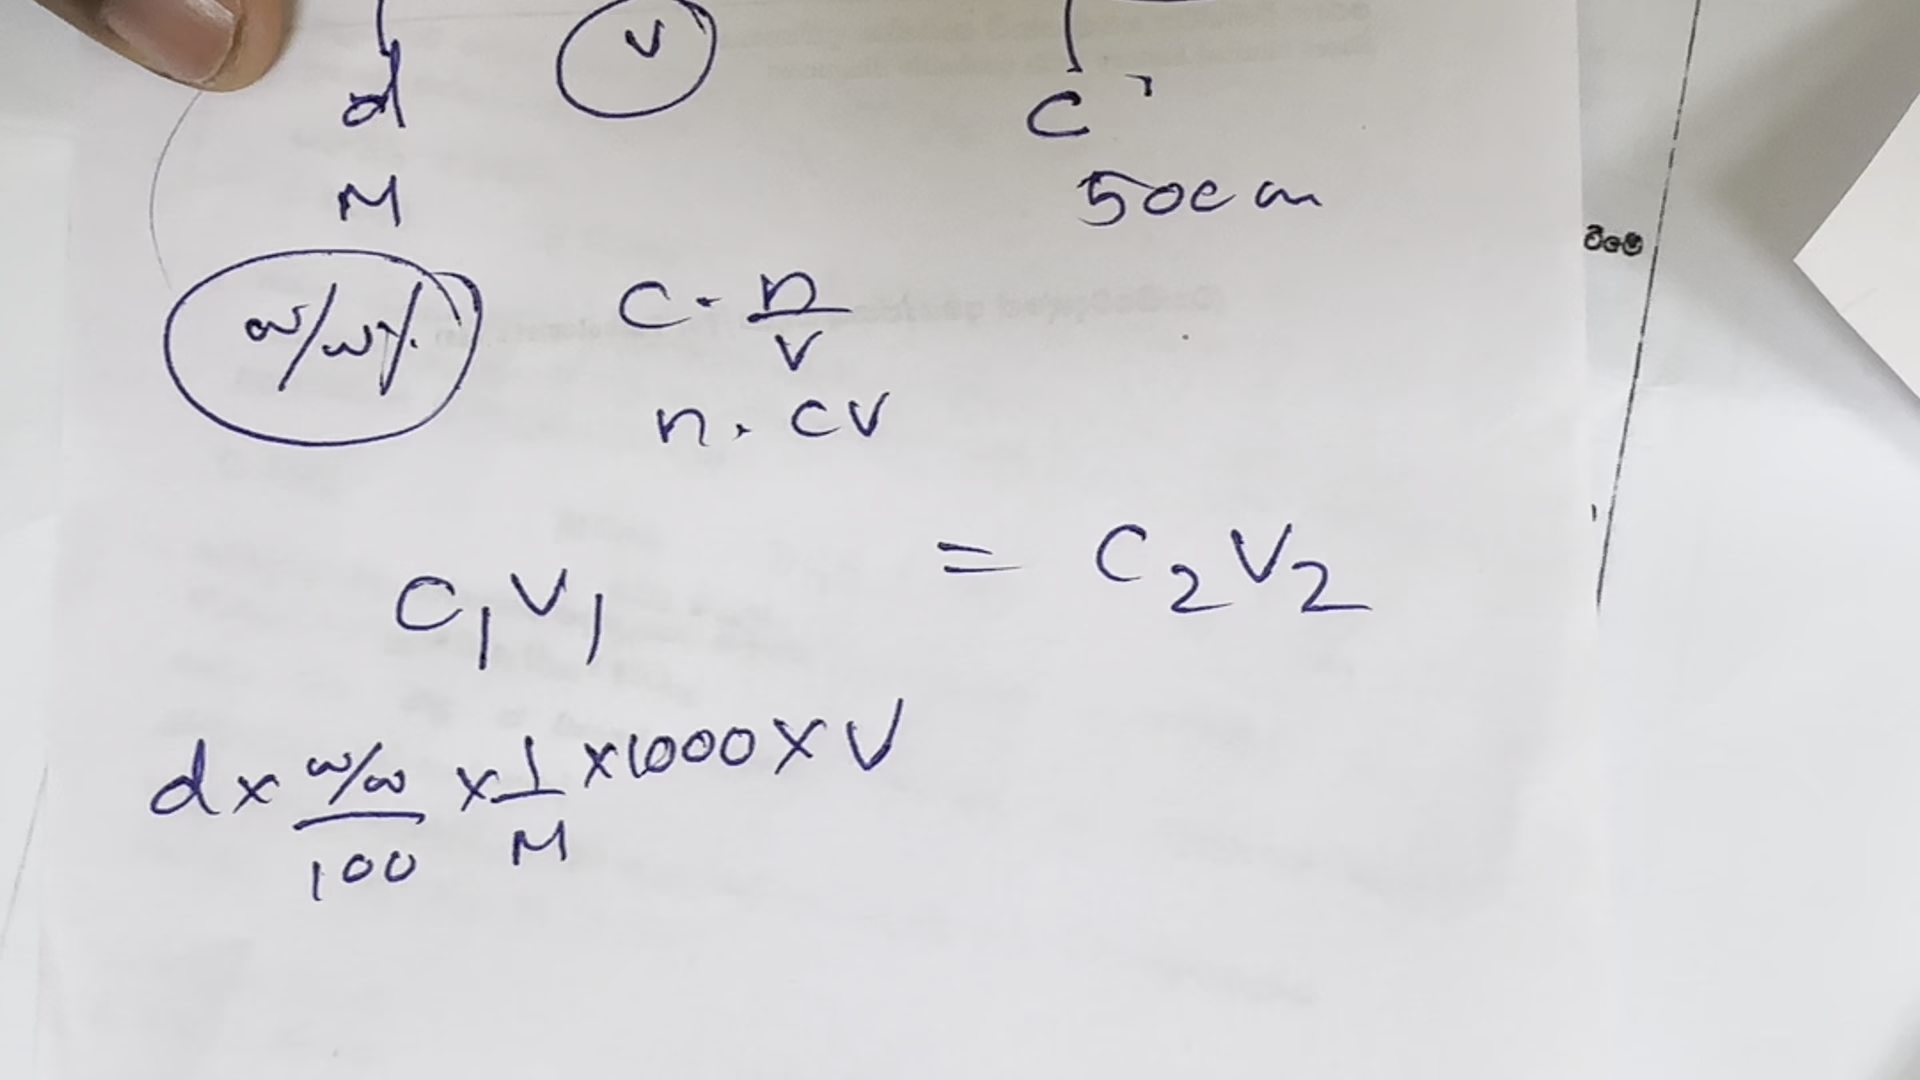 d V C
M 50cm
w/w% C = n/V
n = CV
C₁V₁ = C₂V₂
d × w/w/100 × 1/M × 1000 × V
වීමේ